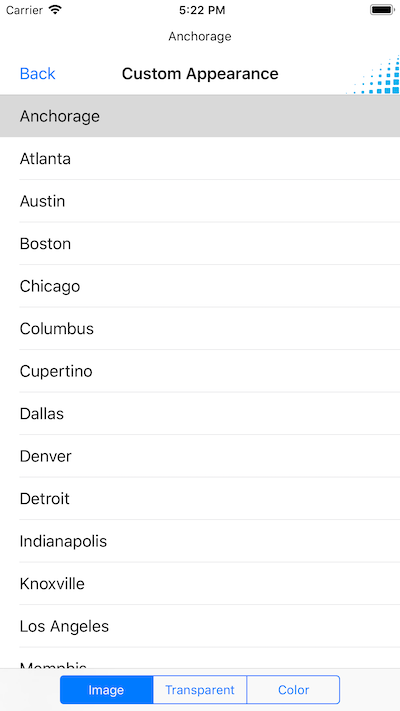 Carrier 5:22 PM
Anchorage
Back Custom Appearance
Anchorage
Atlanta
Austin
Boston
Chicago
Columbus
Cupertino
Dallas
Denver
Detroit
Indianapolis
Knoxville
Los Angeles
Memphis
Image Transparent Color